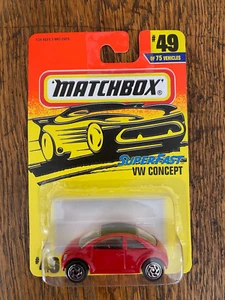 #49
OF 75 VEHICLES
MATCHBOX
SUPERFAST
VW CONCEPT